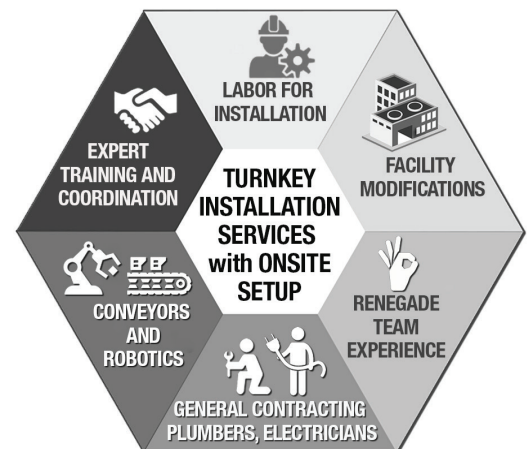 LABOR FOR
INSTALLATION
FACILITY
MODIFICATIONS
RENEGADE
TEAM
EXPERIENCE
GENERAL CONTRACTING
PLUMBERS, ELECTRICIANS
CONVEYORS
AND
ROBOTICS
EXPERT
TRAINING AND
COORDINATION
TURNKEY
INSTALLATION
SERVICES
with ONSITE
SETUP